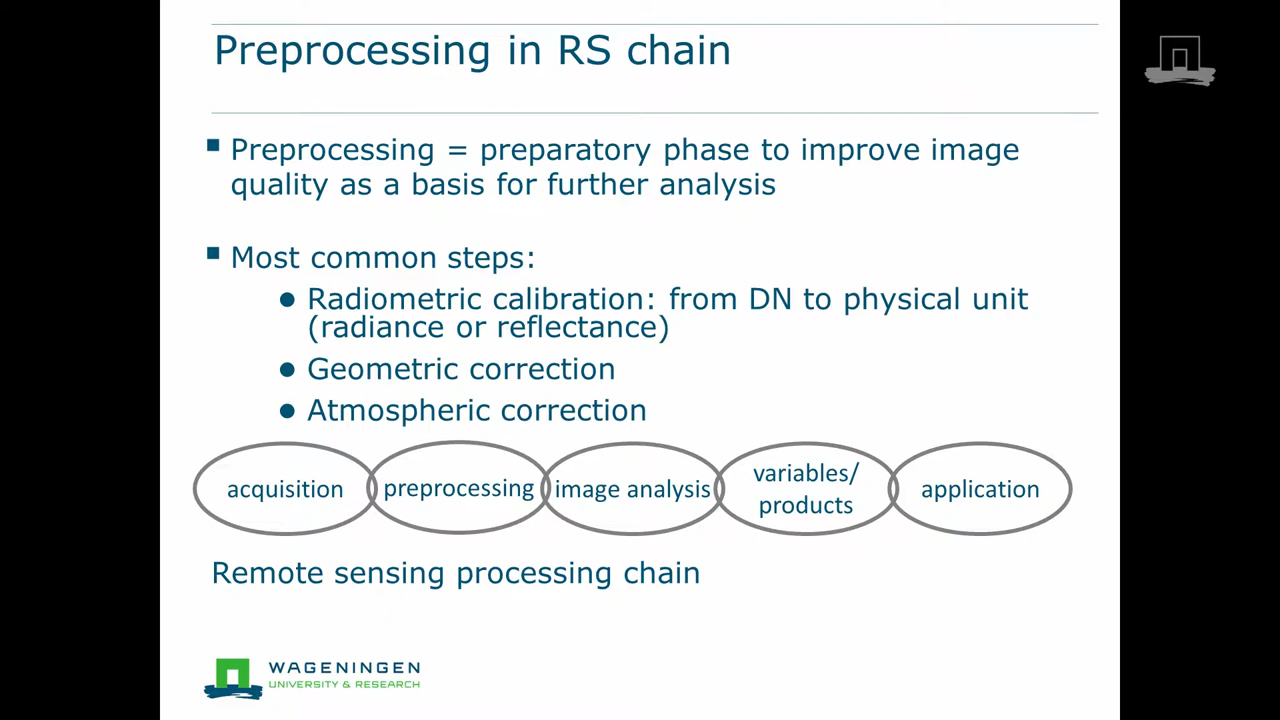 Preprocessing in RS chain
▪ Preprocessing = preparatory phase to improve image
quality as a basis for further analysis
▪ Most common steps:
● Radiometric calibration: from DN to physical unit
(radiance or reflectance)
● Geometric correction
● Atmospheric correction
acquisition
preprocessing
image analysis
variables/
products
application
Remote sensing processing chain
WAGENINGEN
UNIVERSITY & RESEARCH